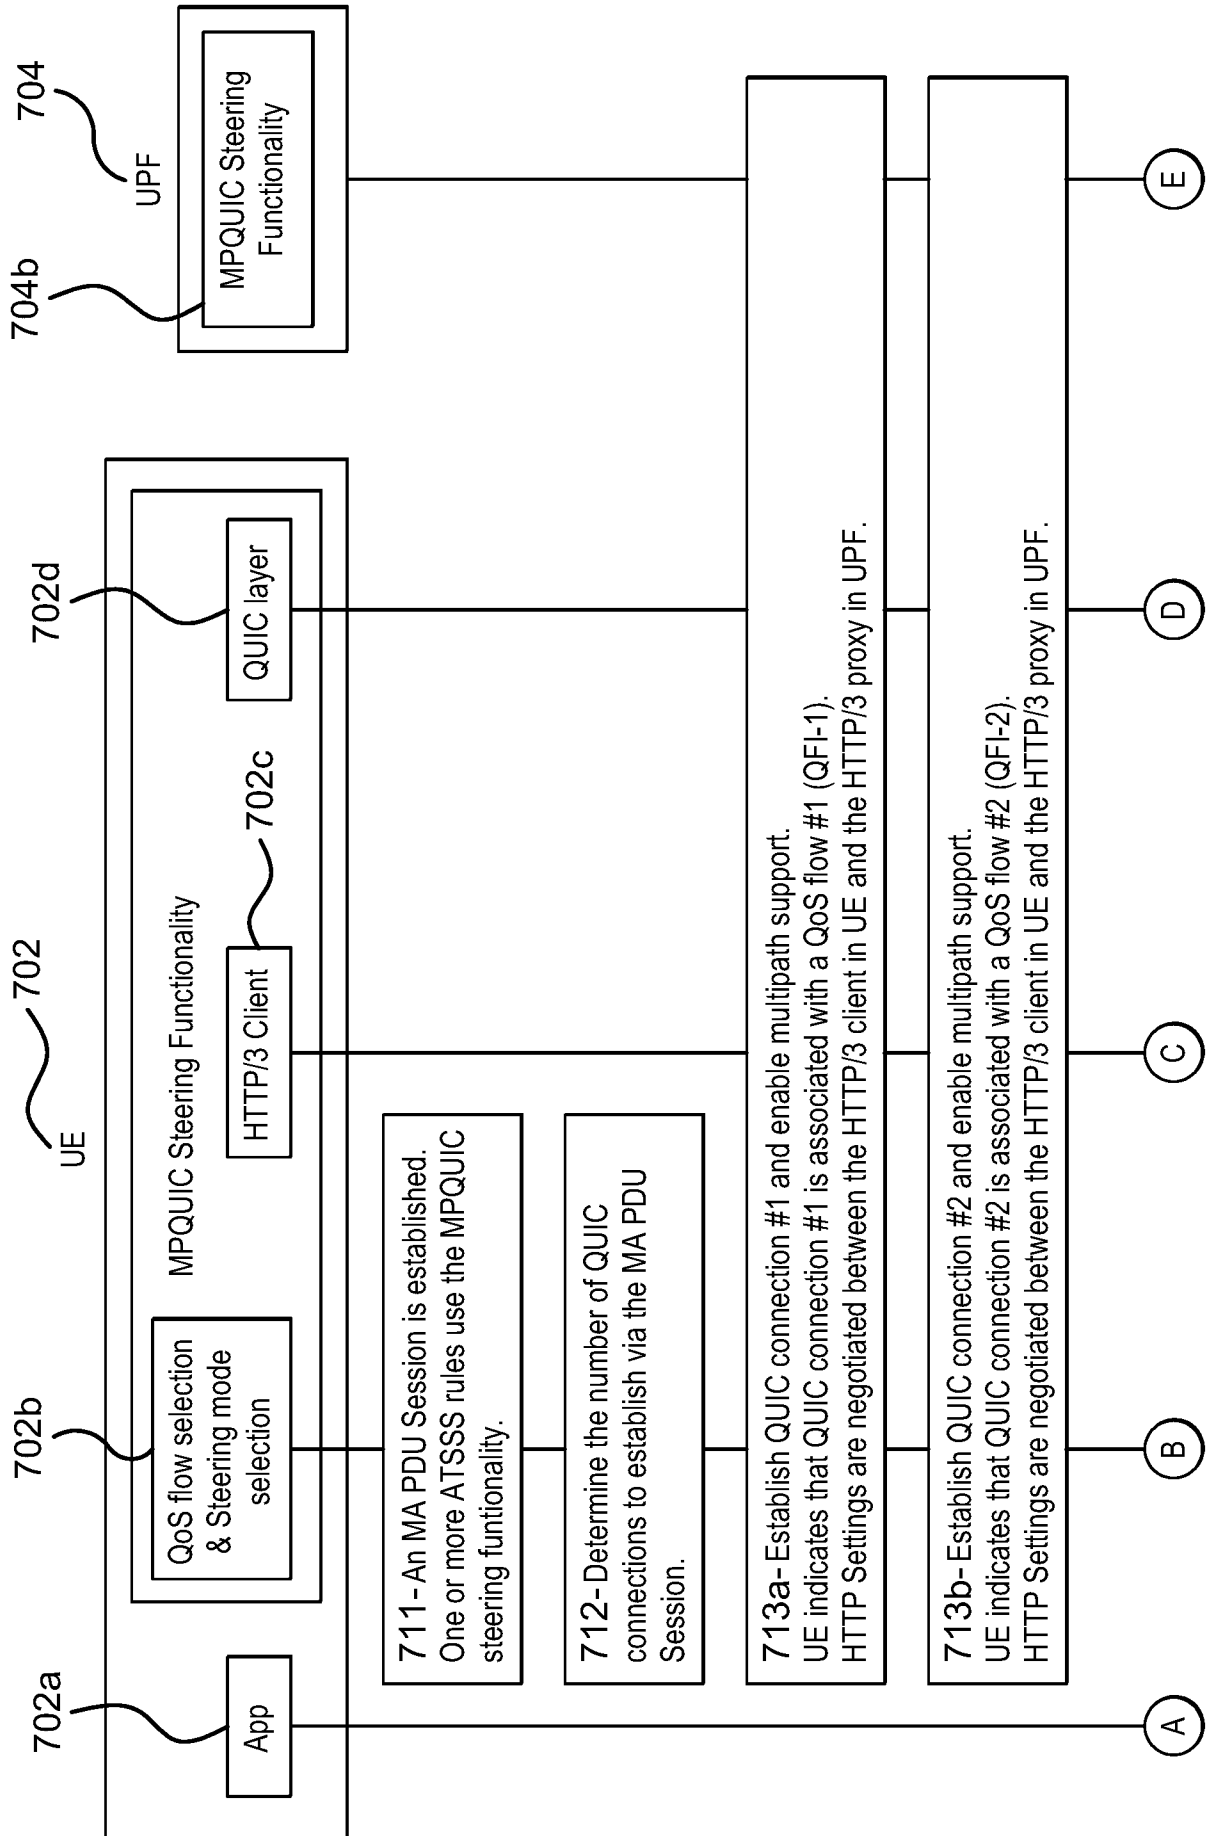 702
UE
704
UPF
702a
702b
702c
702d
704b
App
MPQUIC Steering Functionality
QoS flow selection
& Steering mode
selection
HTTP/3 Client
QUIC layer
MPQUIC Steering
Functionality
711- An MA PDU Session is established.
One or more ATSSS rules use the MPQUIC
steering funtionality.
712- Determine the number of QUIC
connections to establish via the MA PDU
Session.
713a- Establish QUIC connection #1 and enable multipath support.
UE indicates that QUIC connection #1 is associated with a QoS flow #1 (QFI-1).
HTTP Settings are negotiated between the HTTP/3 client in UE and the HTTP/3 proxy in UPF.
713b- Establish QUIC connection #2 and enable multipath support.
UE indicates that QUIC connection #2 is associated with a QoS flow #2 (QFI-2).
HTTP Settings are negotiated between the HTTP/3 client in UE and the HTTP/3 proxy in UPF.
A
B
C
D
E